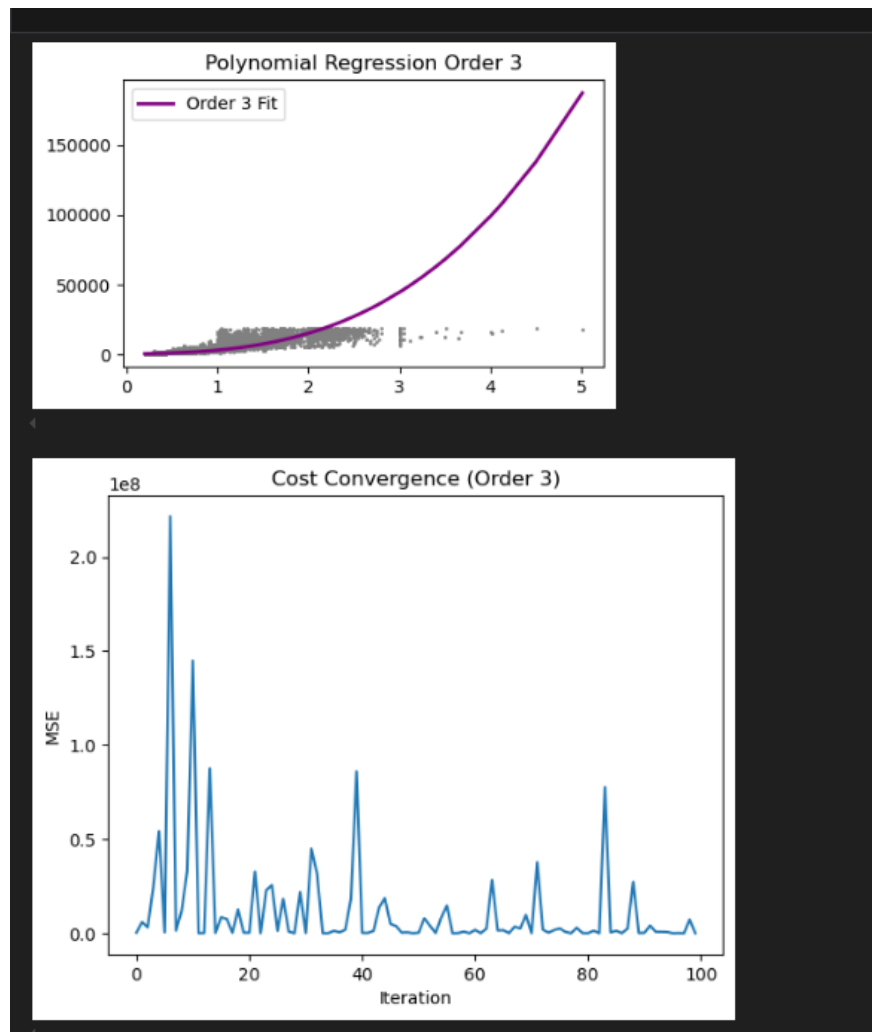 Polynomial Regression Order 3
Order 3 Fit
150000
100000
50000
0
0 1 2 3 4 5
Cost Convergence (Order 3)
1e8
2.0
1.5
1.0
0.5
0.0
MSE
0 20 40 60 80 100
Iteration